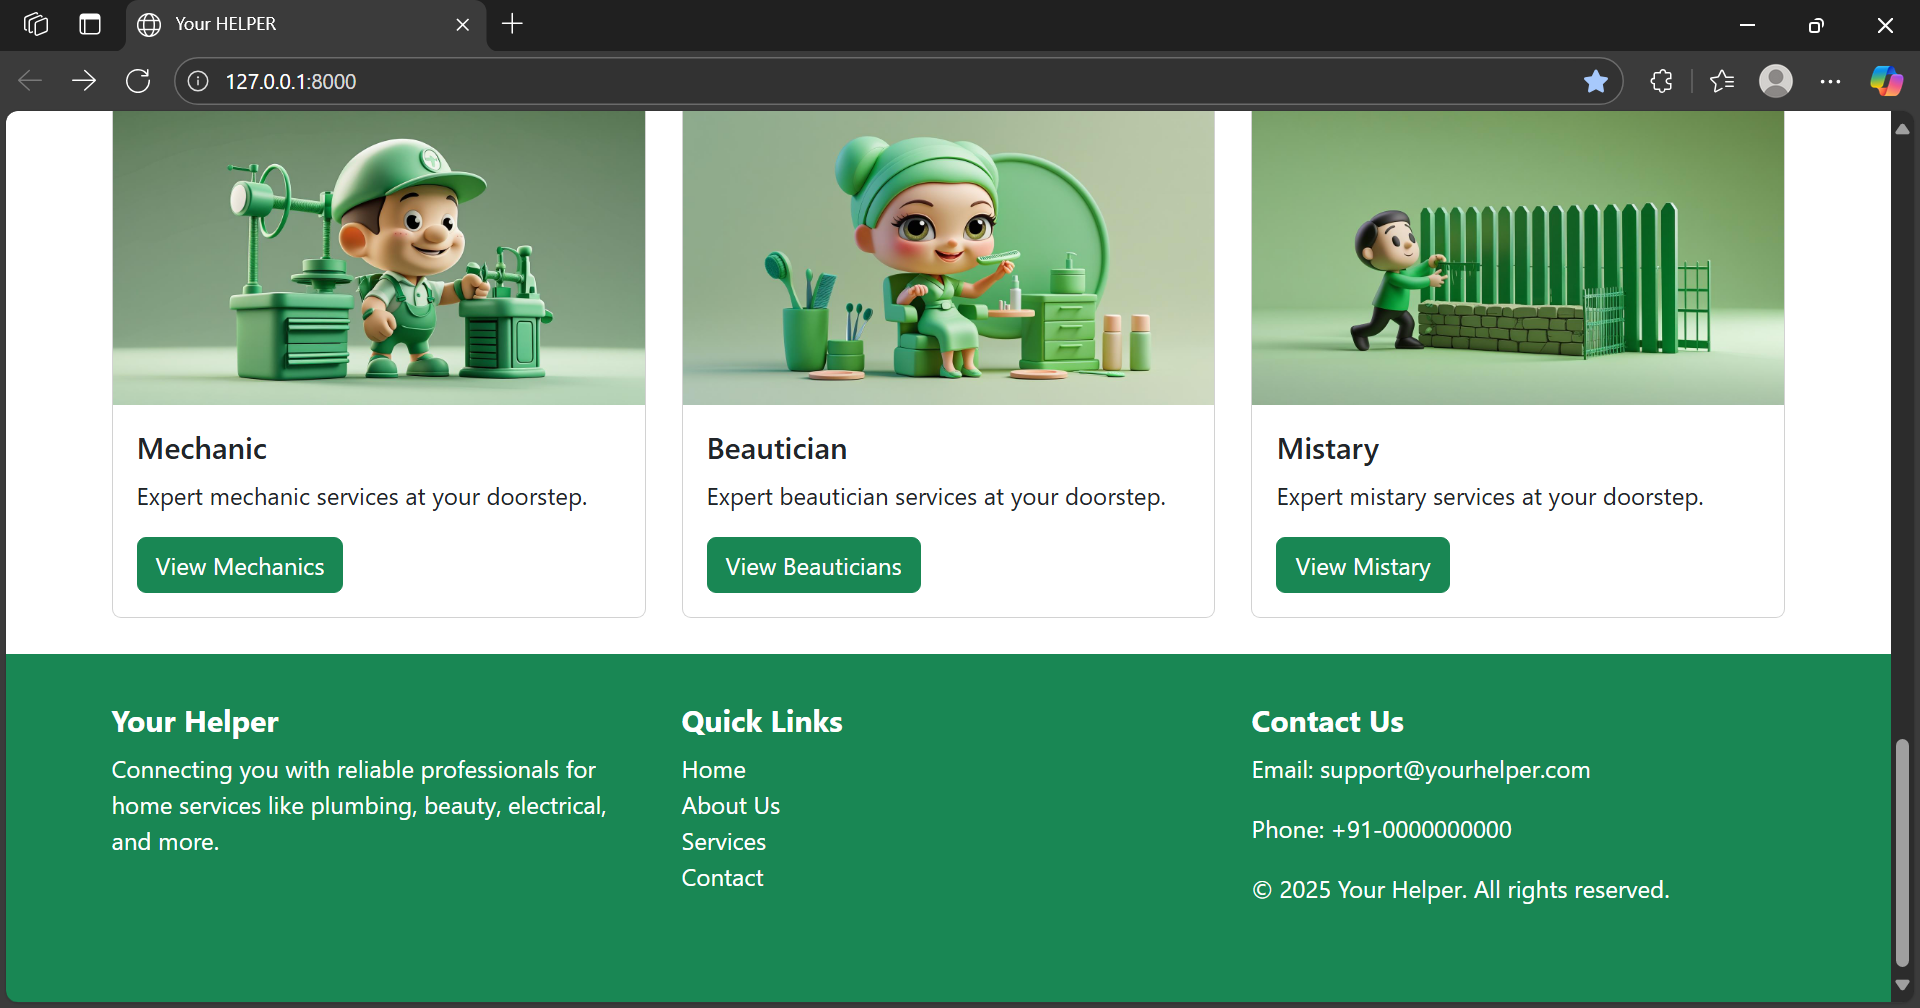 Your HELPER
127.0.0.1:8000
Mechanic
Expert mechanic services at your doorstep.
View Mechanics
Beautician
Expert beautician services at your doorstep.
View Beauticians
Mistary
Expert mistary services at your doorstep.
View Mistary
Your Helper
Connecting you with reliable professionals for
home services like plumbing, beauty, electrical,
and more.
Quick Links
Home
About Us
Services
Contact
Contact Us
Email: support@yourhelper.com
Phone: +91-0000000000
© 2025 Your Helper. All rights reserved.